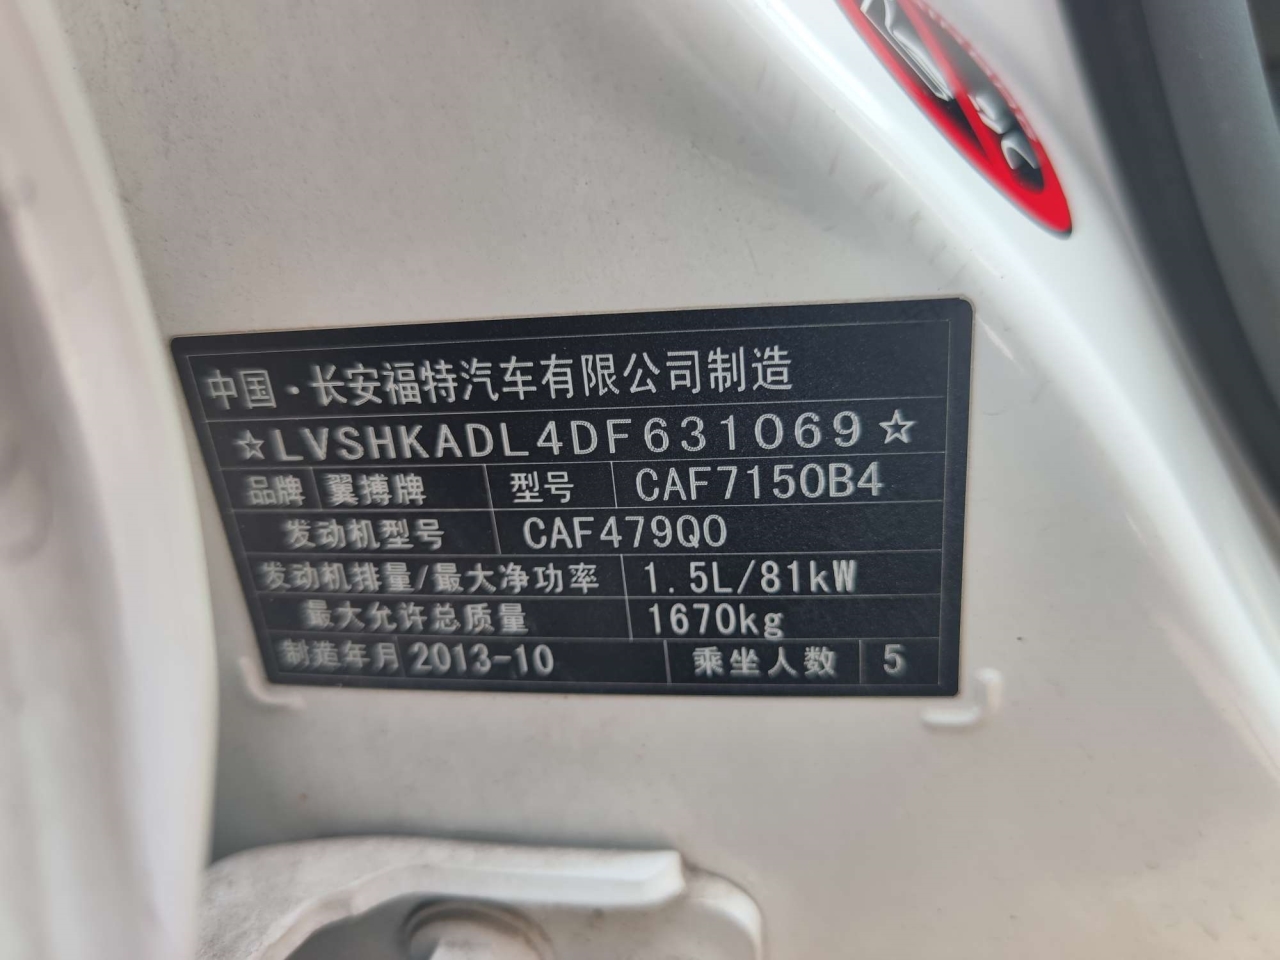 中国·长安福特汽车有限公司制造
☆LVSHKADL4DF631069☆
品牌 翼搏牌 型号 CAF7150B4
发动机型号 CAF479Q0
发动机排量/最大净功率 1.5L/81kW
最大允许总质量 1670kg
制造年月 2013-10 乘坐人数 5